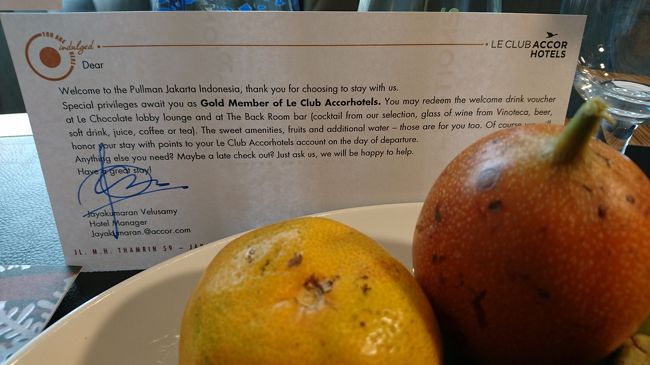 YOU ARE indulged HERE!
LE CLUB ACCOR HOTELS
Dear
Welcome to the Pullman Jakarta Indonesia, thank you for choosing to stay with us.
Special privileges await you as Gold Member of Le Club Accorhotels. You may redeem the welcome drink voucher
at Le Chocolate lobby lounge and at The Back Room bar (cocktail from our selection, glass of wine from Vinoteca, beer,
soft drink, juice, coffee or tea). The sweet amenities, fruits and additional water – those are for you too. Of course we will
honor your stay with points to your Le Club Accorhotels account on the day of departure.
Anything else you need? Maybe a late check out? Just ask us, we will be happy to help.
Have a great stay!
Jayakumaran Velusamy
Hotel Manager
Jayakumaran.@accor.com
JL. M.H. THAMRIN 59 –